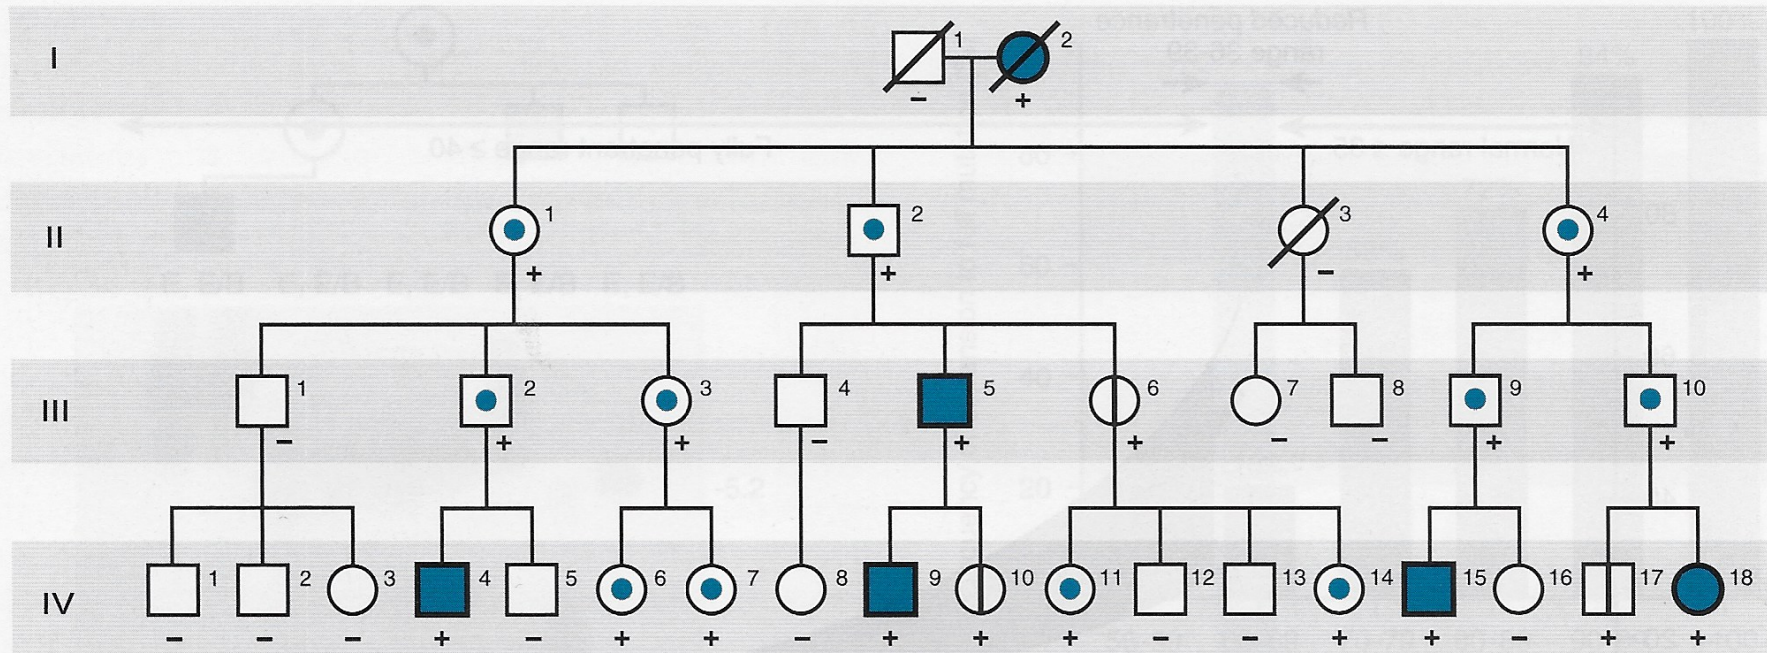 I 1 2
- +
II 1 2 3 4
+ + - +
III 1 2 3 4 5 6 7 8 9 10
- + + - + + - - + +
IV 1 2 3 4 5 6 7 8 9 10 11 12 13 14 15 16 17 18
- - - + - + + - + + + - - + + - + +